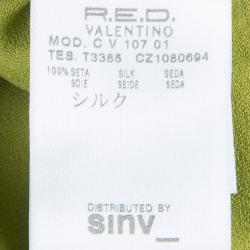 R.E.D.
VALENTINO
MOD. C V 107 01
TES. T3385 CZ1080694
100% SETA SILK SEDA
SOIE SEIDE SEDA
シルク
DISTRIBUTED BY
sinv_